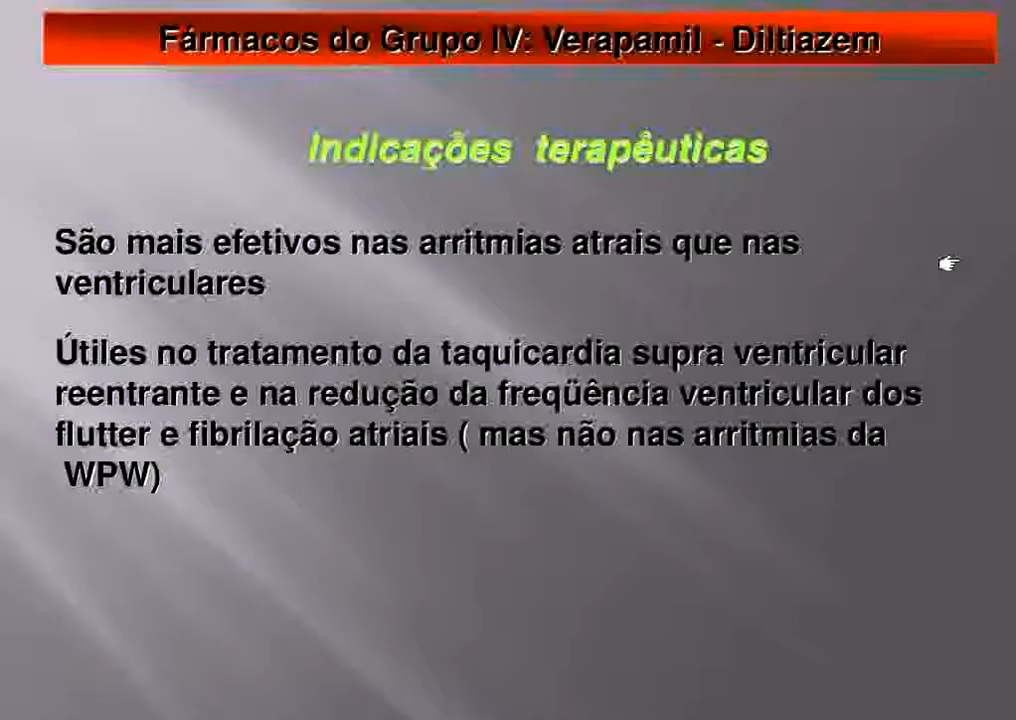 Fármacos do Grupo IV: Verapamil - Diltiazem
Indicações terapêuticas
São mais efetivos nas arritmias atrais que nas
ventriculares
Útiles no tratamento da taquicardia supra ventricular
reentrante e na redução da freqüência ventricular dos
flutter e fibrilação atriais ( mas não nas arritmias da
WPW)